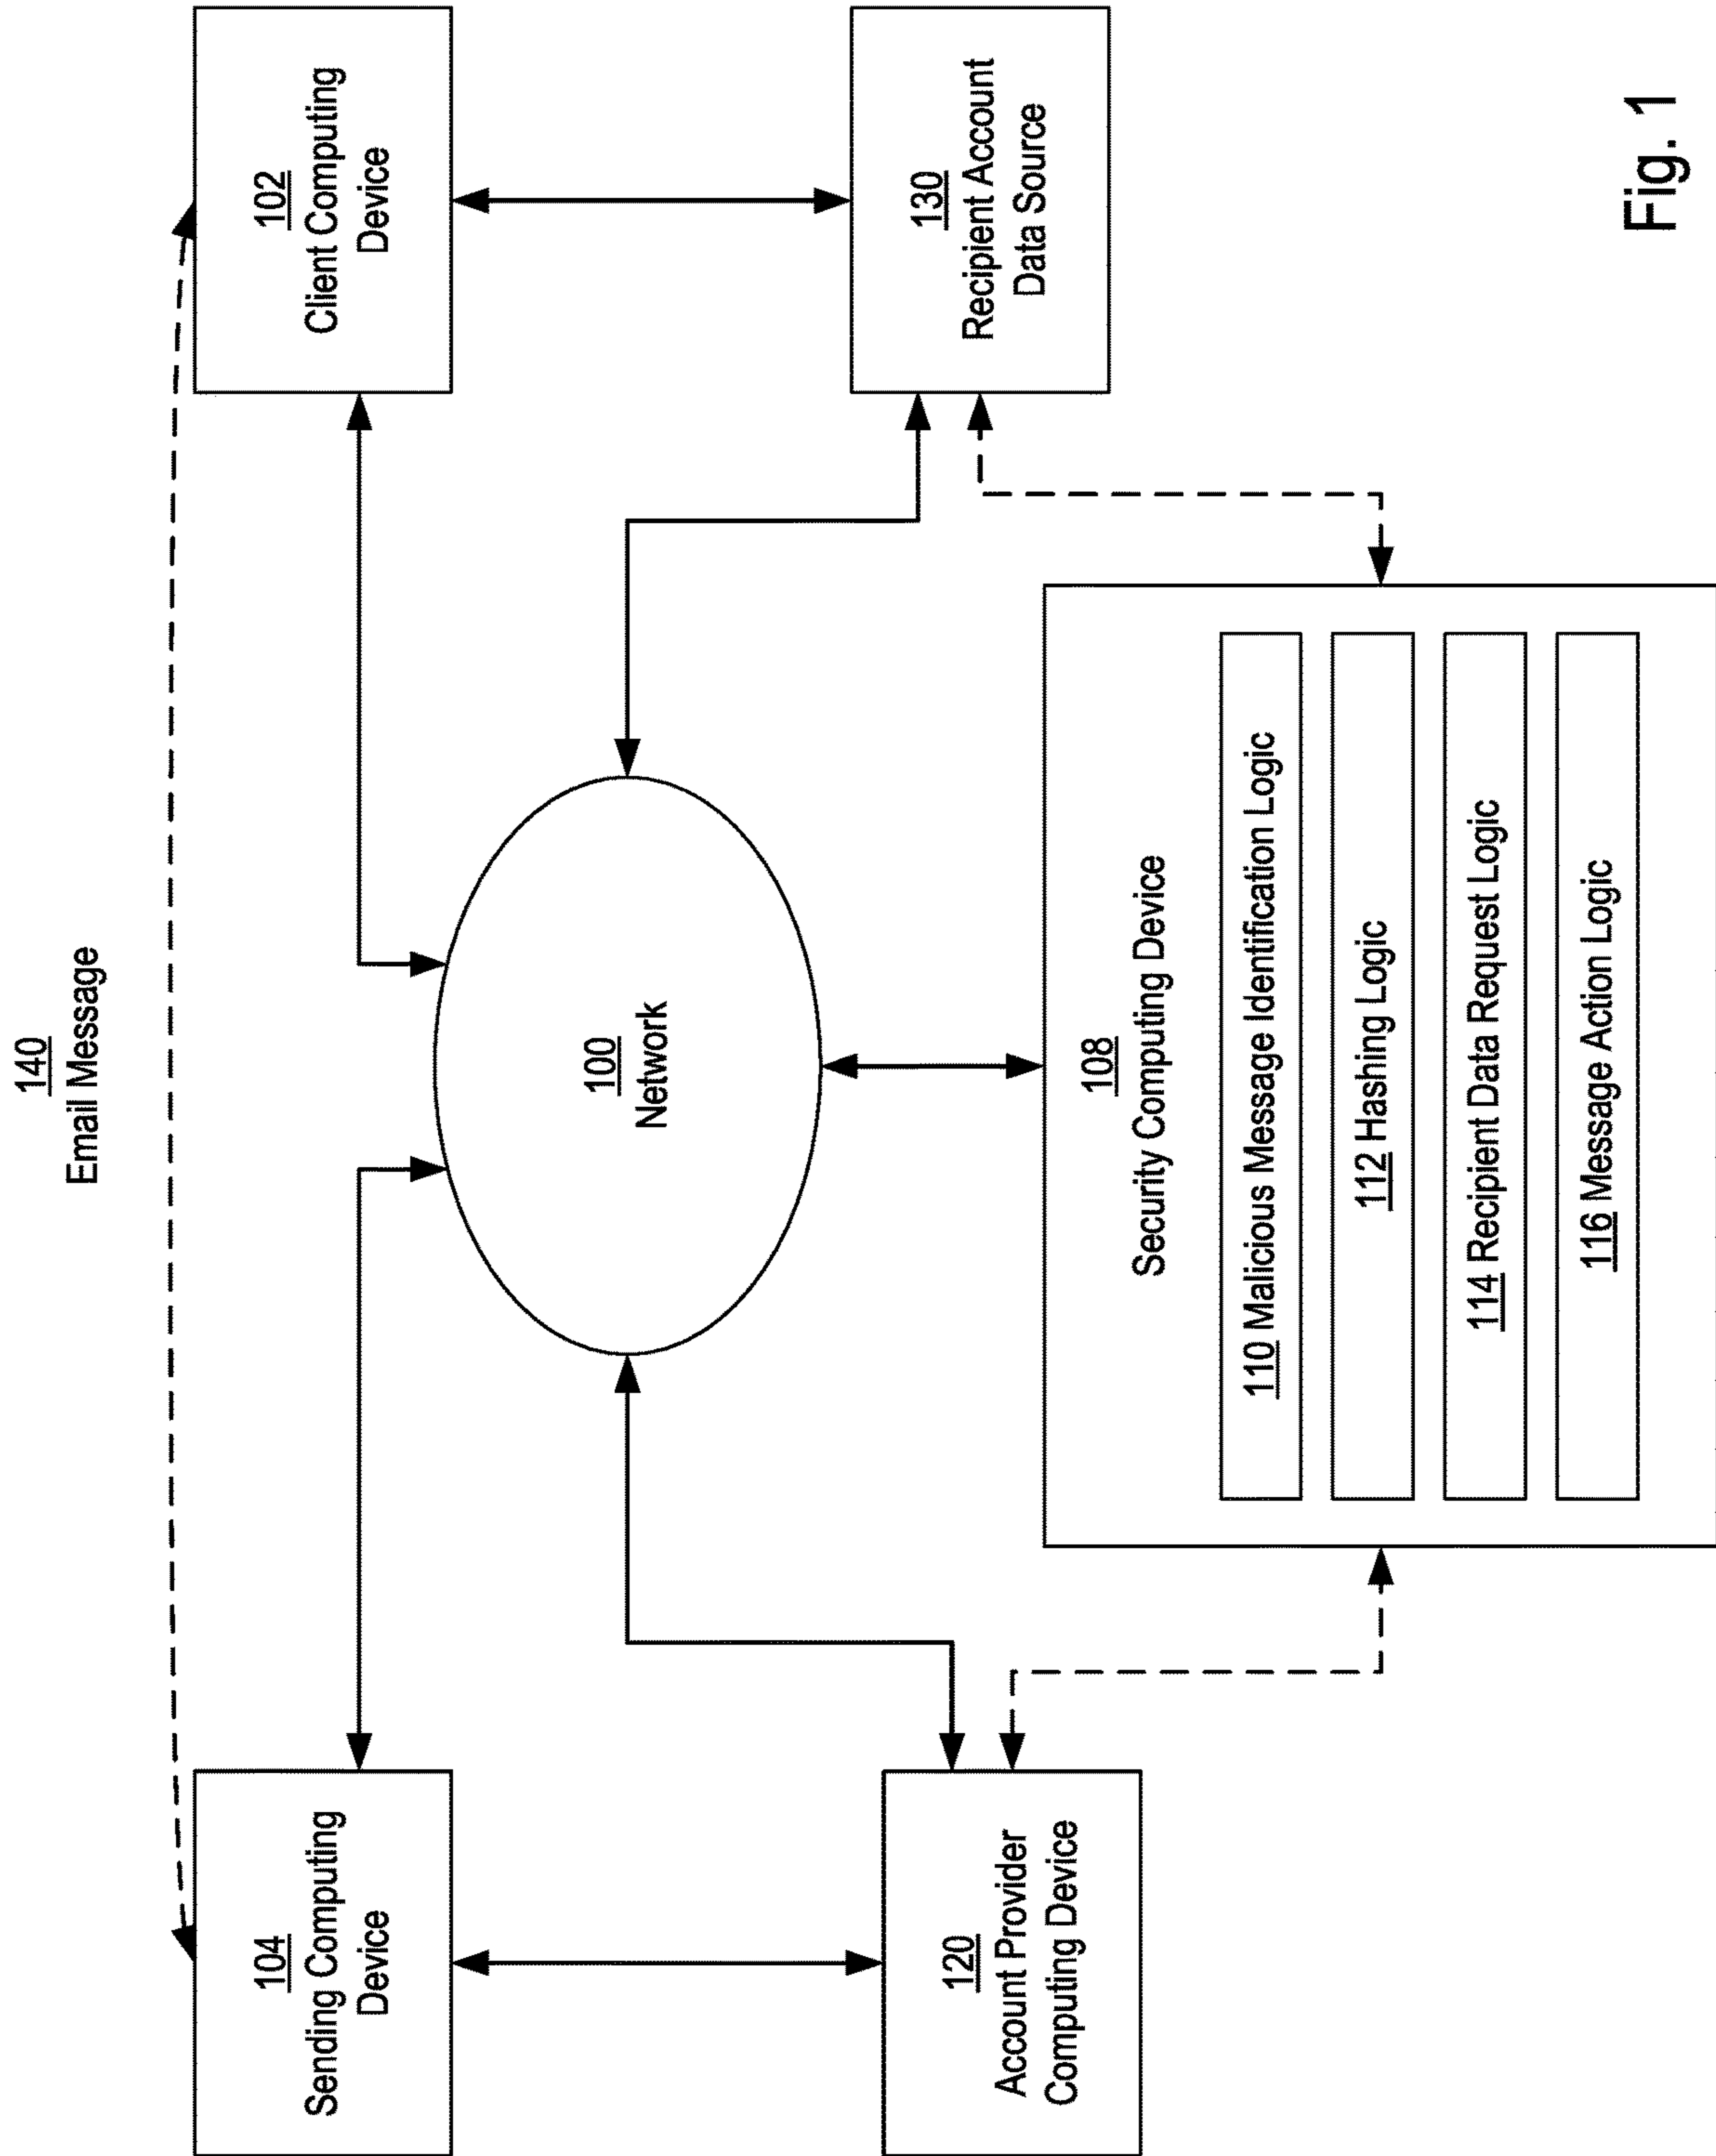 140
Email Message
104
Sending Computing
Device
102
Client Computing
Device
100
Network
120
Account Provider
Computing Device
130
Recipient Account
Data Source
108
Security Computing Device
110 Malicious Message Identification Logic
112 Hashing Logic
114 Recipient Data Request Logic
116 Message Action Logic
Fig. 1